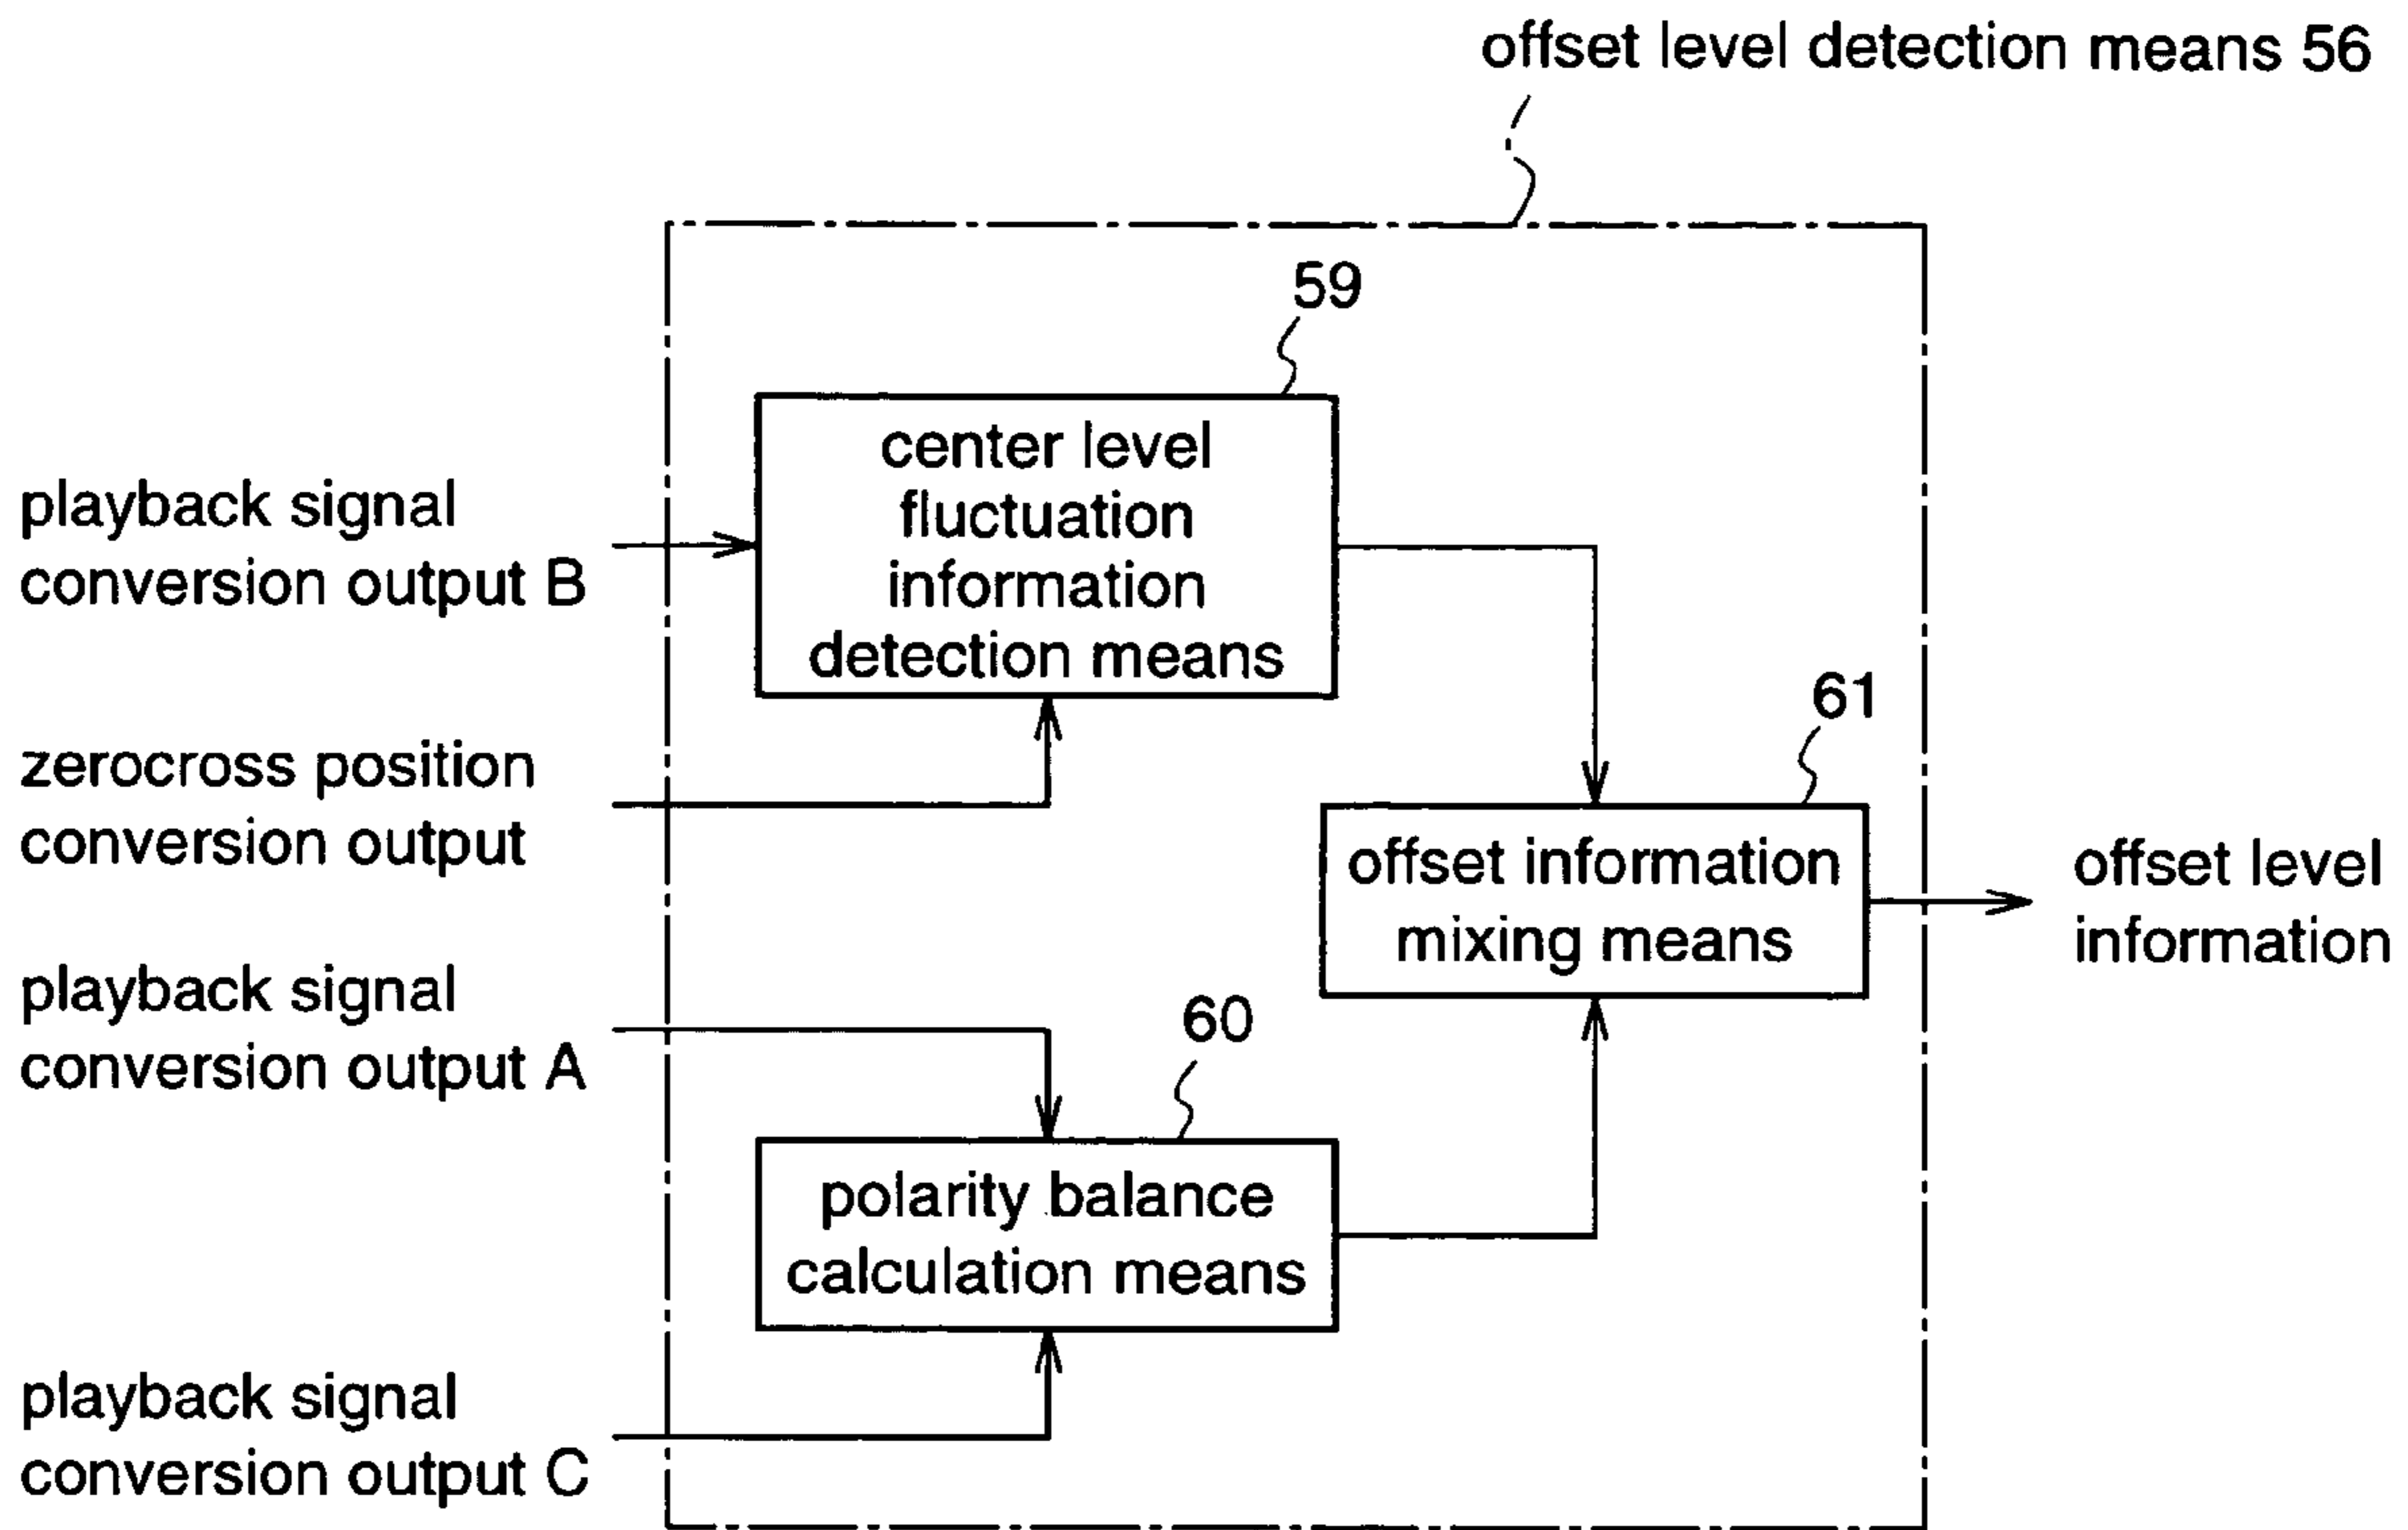 offset level detection means 56
59
center level
fluctuation
information
detection means
playback signal
conversion output B
zerocross position
conversion output
61
offset information
mixing means
offset level
information
playback signal
conversion output A
60
polarity balance
calculation means
playback signal
conversion output C